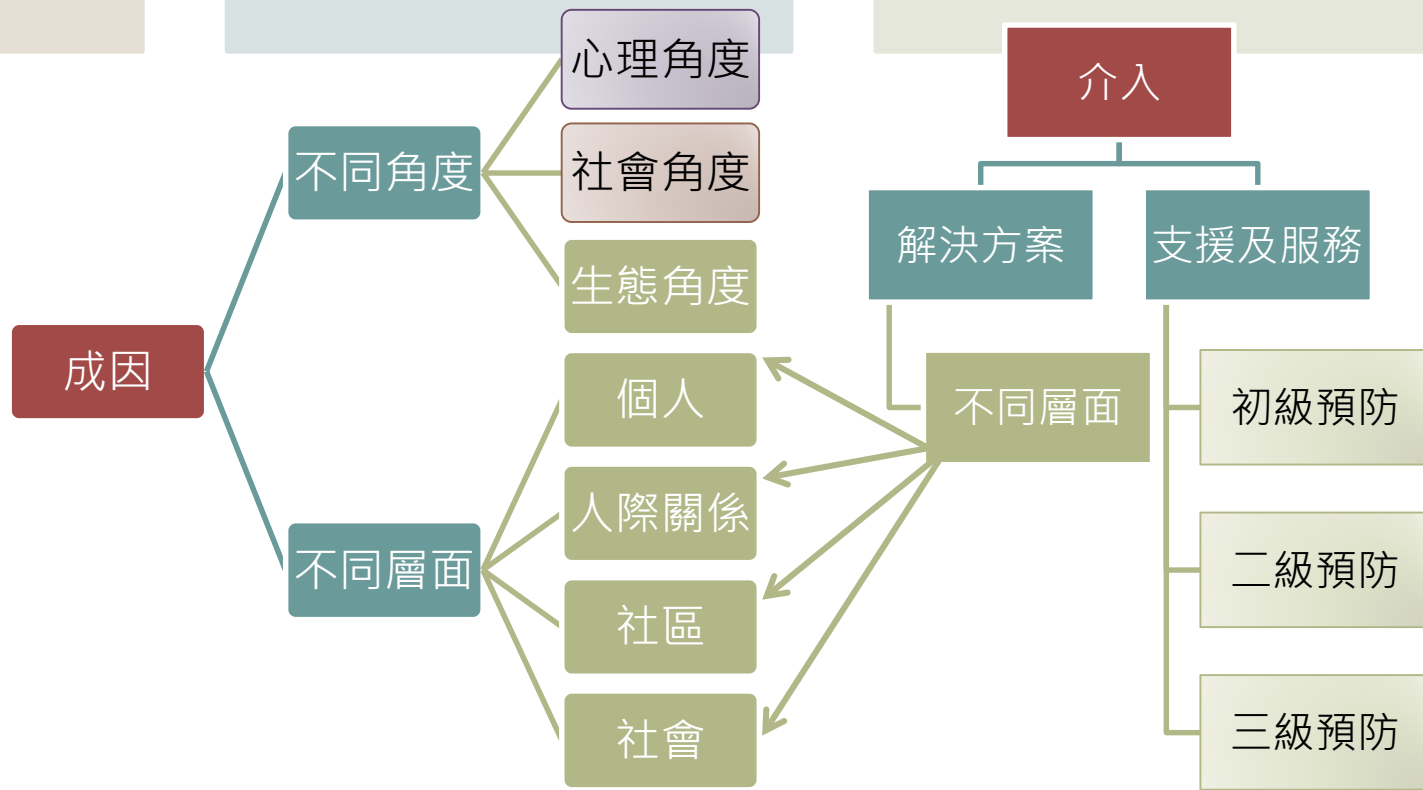 成因
不同角度
心理角度
社會角度
生態角度
不同層面
個人
人際關係
社區
社會
介入
解決方案
不同層面
支援及服務
初級預防
二級預防
三級預防